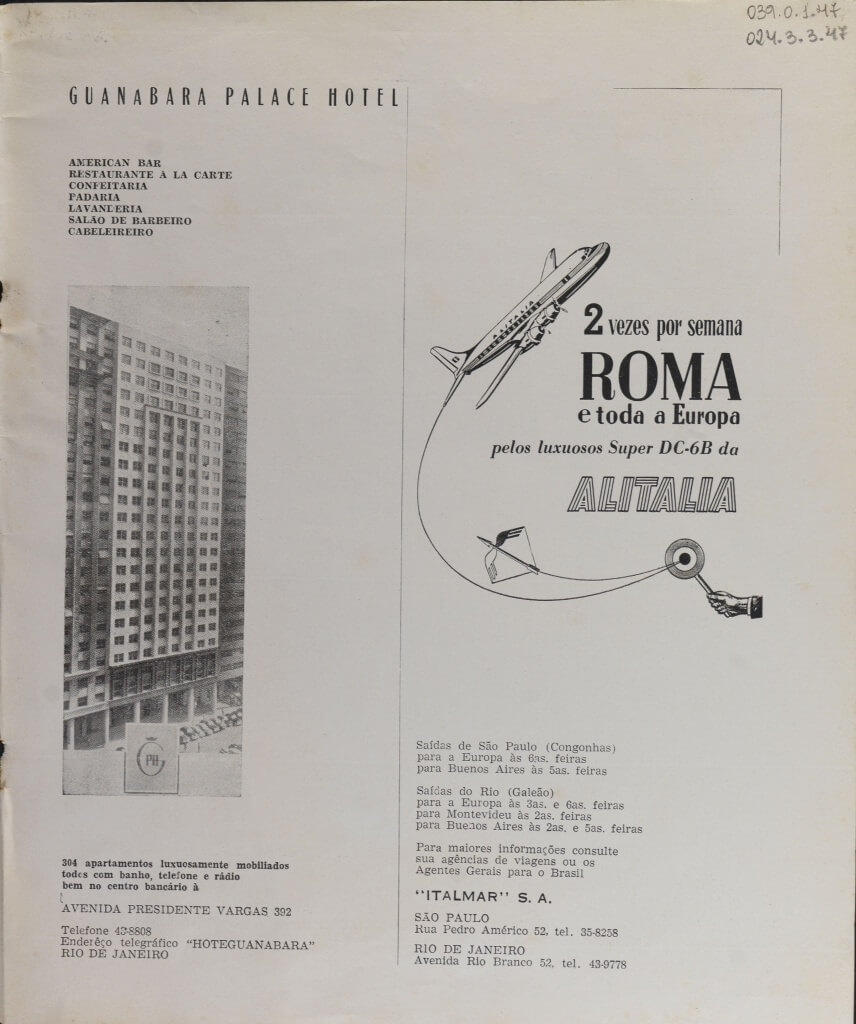 039.0.1.47
024.3.3.47
GUANABARA PALACE HOTEL
AMERICAN BAR
RESTAURANTE À LA CARTE
CONFEITARIA
PADARIA
LAVANDERIA
SALÃO DE BARBEIRO
CABELEIREIRO
GPH
304 apartamentos luxuosamente mobiliados
todos com banho, telefone e rádio
bem no centro bancário à
AVENIDA PRESIDENTE VARGAS 392
Telefone 43-8808
Enderêço telegráfico "HOTEGUANABARA"
RIO DE JANEIRO
ALITALIA
2 vezes por semana
ROMA
e toda a Europa
pelos luxuosos Super DC-6B da
ALITALIA
Saídas de São Paulo (Congonhas)
para a Europa às 6as. feiras
para Buenos Aires às 5as. feiras
Saídas do Rio (Galeão)
para a Europa às 3as. e 6as. feiras
para Montevideu às 2as. feiras
para Buenos Aires às 2as. e 5as. feiras
Para maiores informações consulte
sua agências de viagens ou os
Agentes Gerais para o Brasil
"ITALMAR" S. A.
SÃO PAULO
Rua Pedro Américo 52, tel. 35-8258
RIO DE JANEIRO
Avenida Rio Branco 52, tel. 43-9778